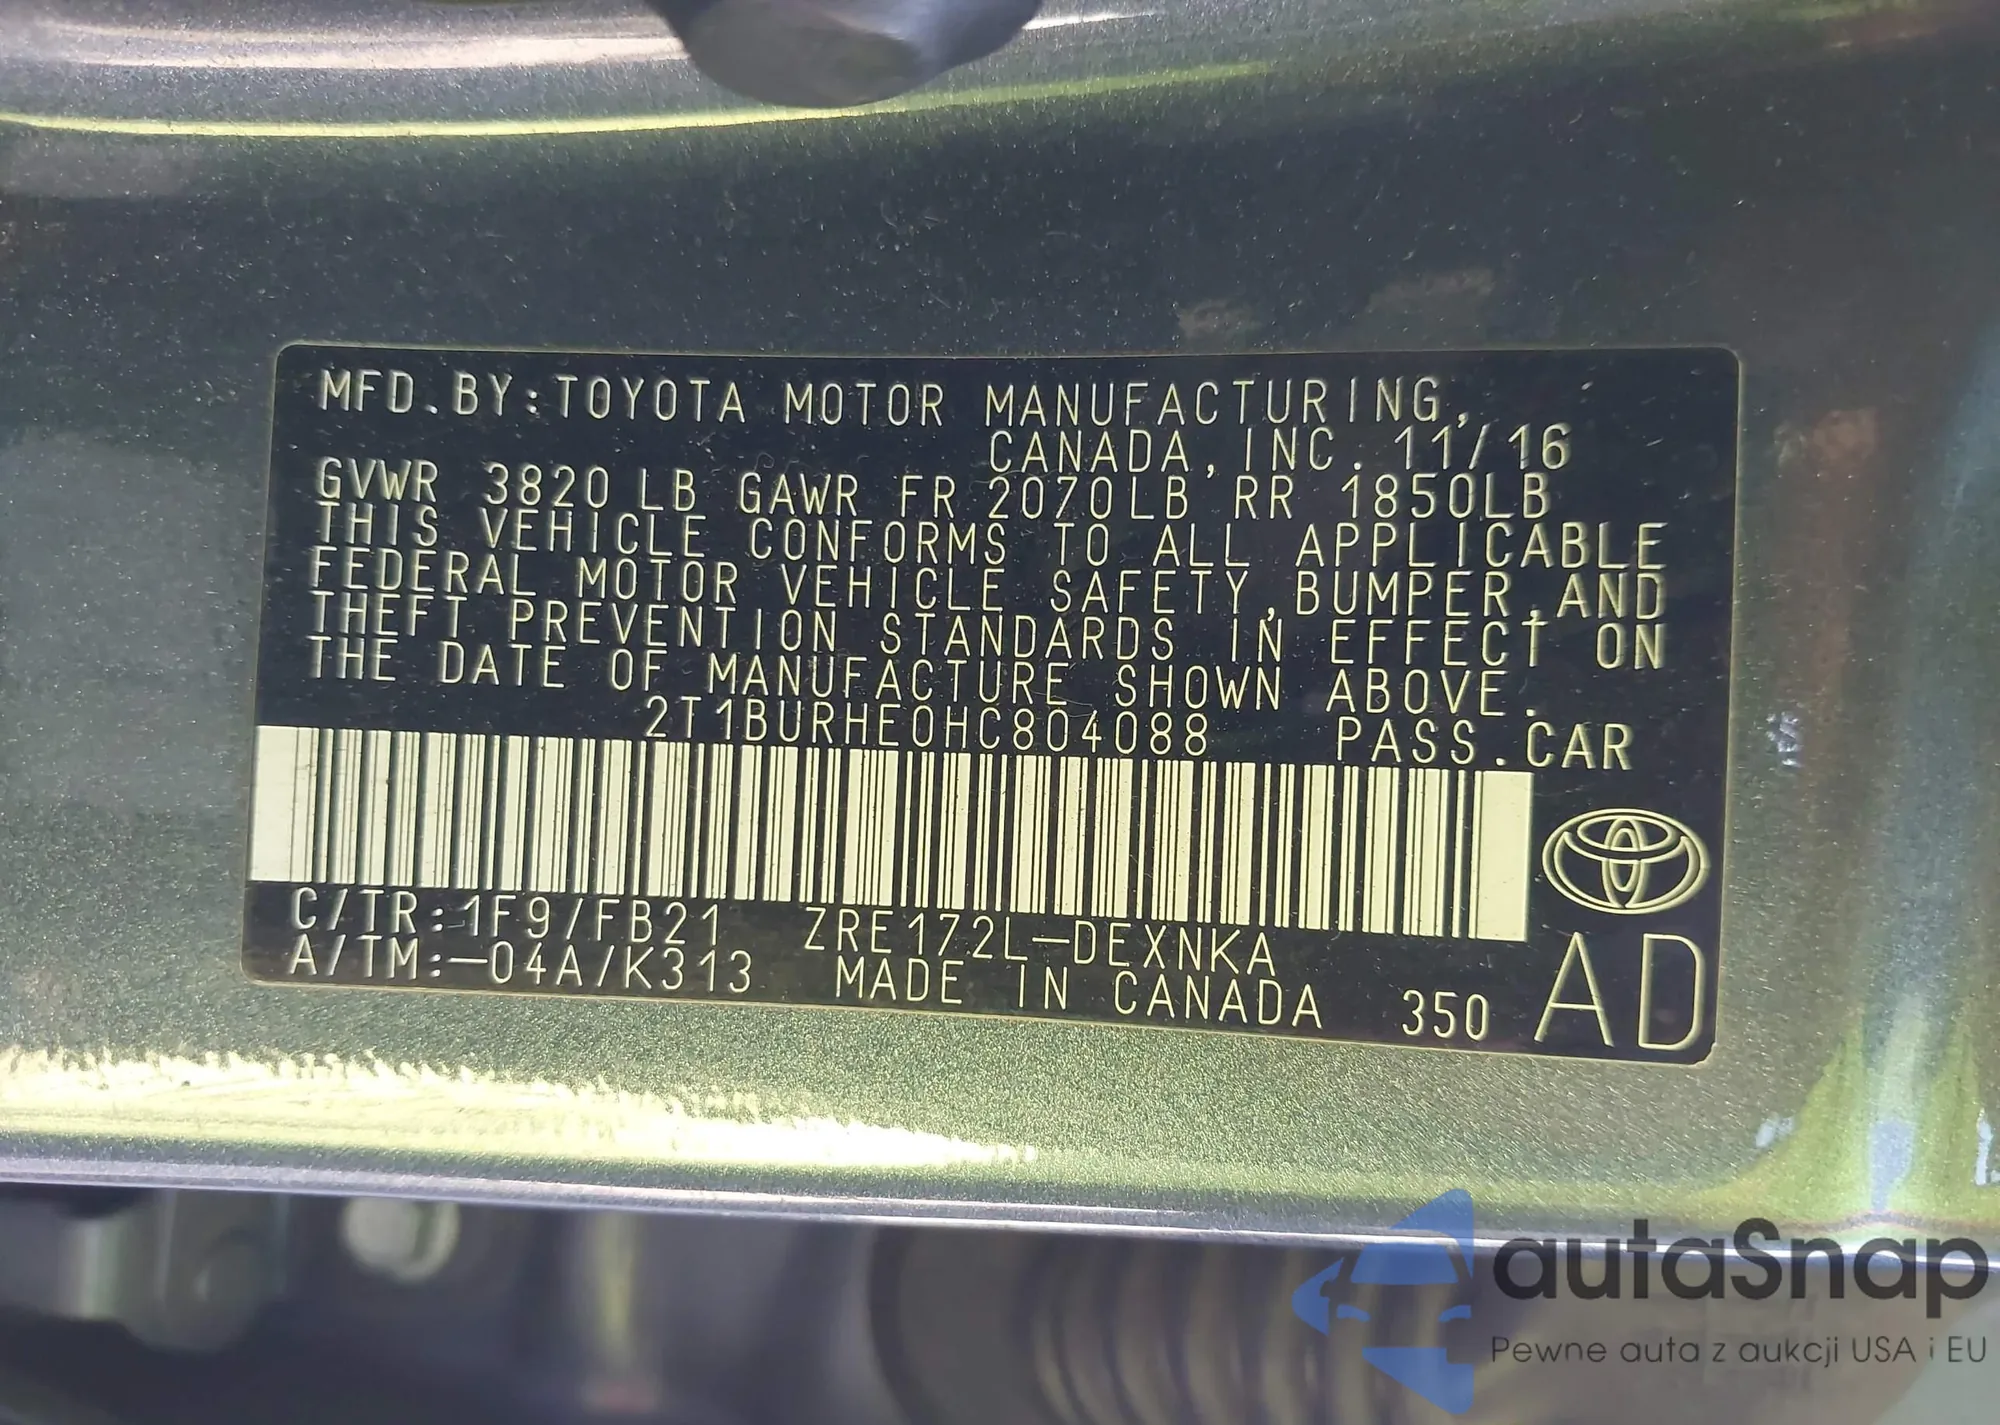 MFD.BY:TOYOTA MOTOR MANUFACTURING,
CANADA, INC. 11/16
GVWR 3820 LB GAWR FR 2070LB RR 1850LB
THIS VEHICLE CONFORMS TO ALL APPLICABLE
FEDERAL MOTOR VEHICLE SAFETY,BUMPER,AND
THEFT PREVENTION STANDARDS IN EFFECT ON
THE DATE OF MANUFACTURE SHOWN ABOVE.
2T1BURHE0HC804088 PASS.CAR
C/TR:1F9/FB21 ZRE172L-DEXNKA
A/TM:-04A/K313 MADE IN CANADA 350 AD
autaSnap
Pewne auta z aukcji USA i EU